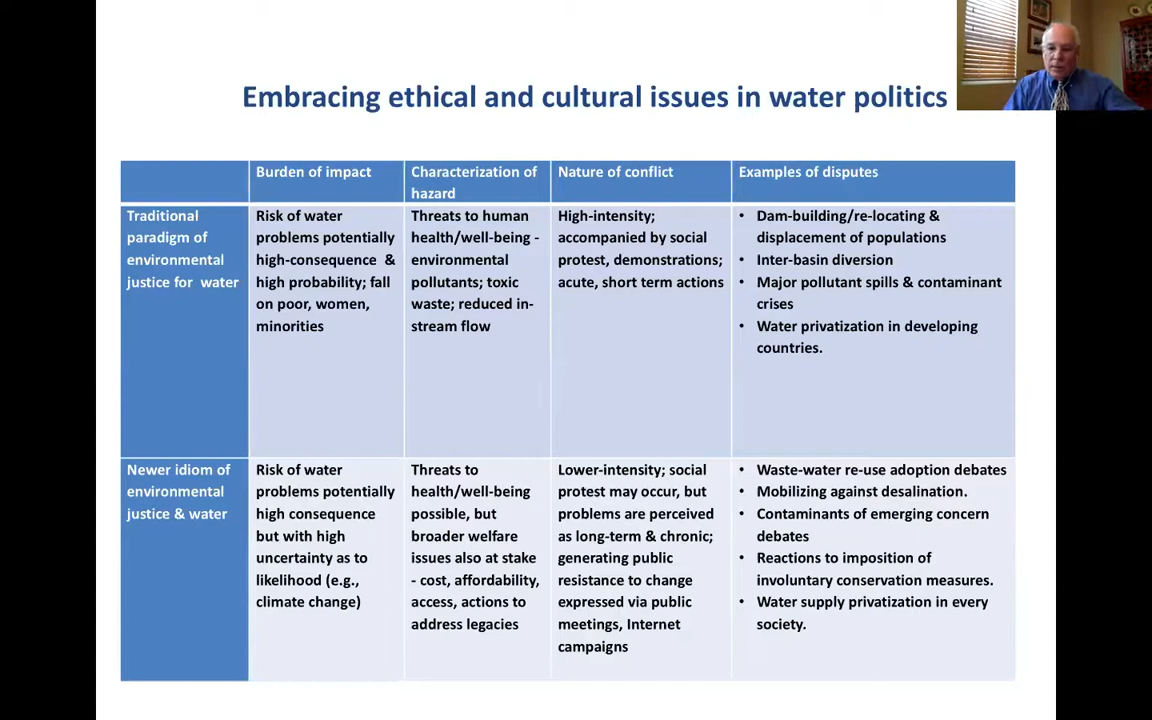 Embracing ethical and cultural issues in water politics
Burden of impact
Characterization of
hazard
Nature of conflict
Examples of disputes
Traditional
paradigm of
environmental
justice for water
Risk of water
problems potentially
high-consequence &
high probability; fall
on poor, women,
minorities
Threats to human
health/well-being -
environmental
pollutants; toxic
waste; reduced in-
stream flow
High-intensity;
accompanied by social
protest, demonstrations;
acute, short term actions
• Dam-building/re-locating &
displacement of populations
• Inter-basin diversion
• Major pollutant spills & contaminant
crises
• Water privatization in developing
countries.
Newer idiom of
environmental
justice & water
Risk of water
problems potentially
high consequence
but with high
uncertainty as to
likelihood (e.g.,
climate change)
Threats to
health/well-being
possible, but
broader welfare
issues also at stake
- cost, affordability,
access, actions to
address legacies
Lower-intensity; social
protest may occur, but
problems are perceived
as long-term & chronic;
generating public
resistance to change
expressed via public
meetings, Internet
campaigns
• Waste-water re-use adoption debates
• Mobilizing against desalination.
• Contaminants of emerging concern
debates
• Reactions to imposition of
involuntary conservation measures.
• Water supply privatization in every
society.